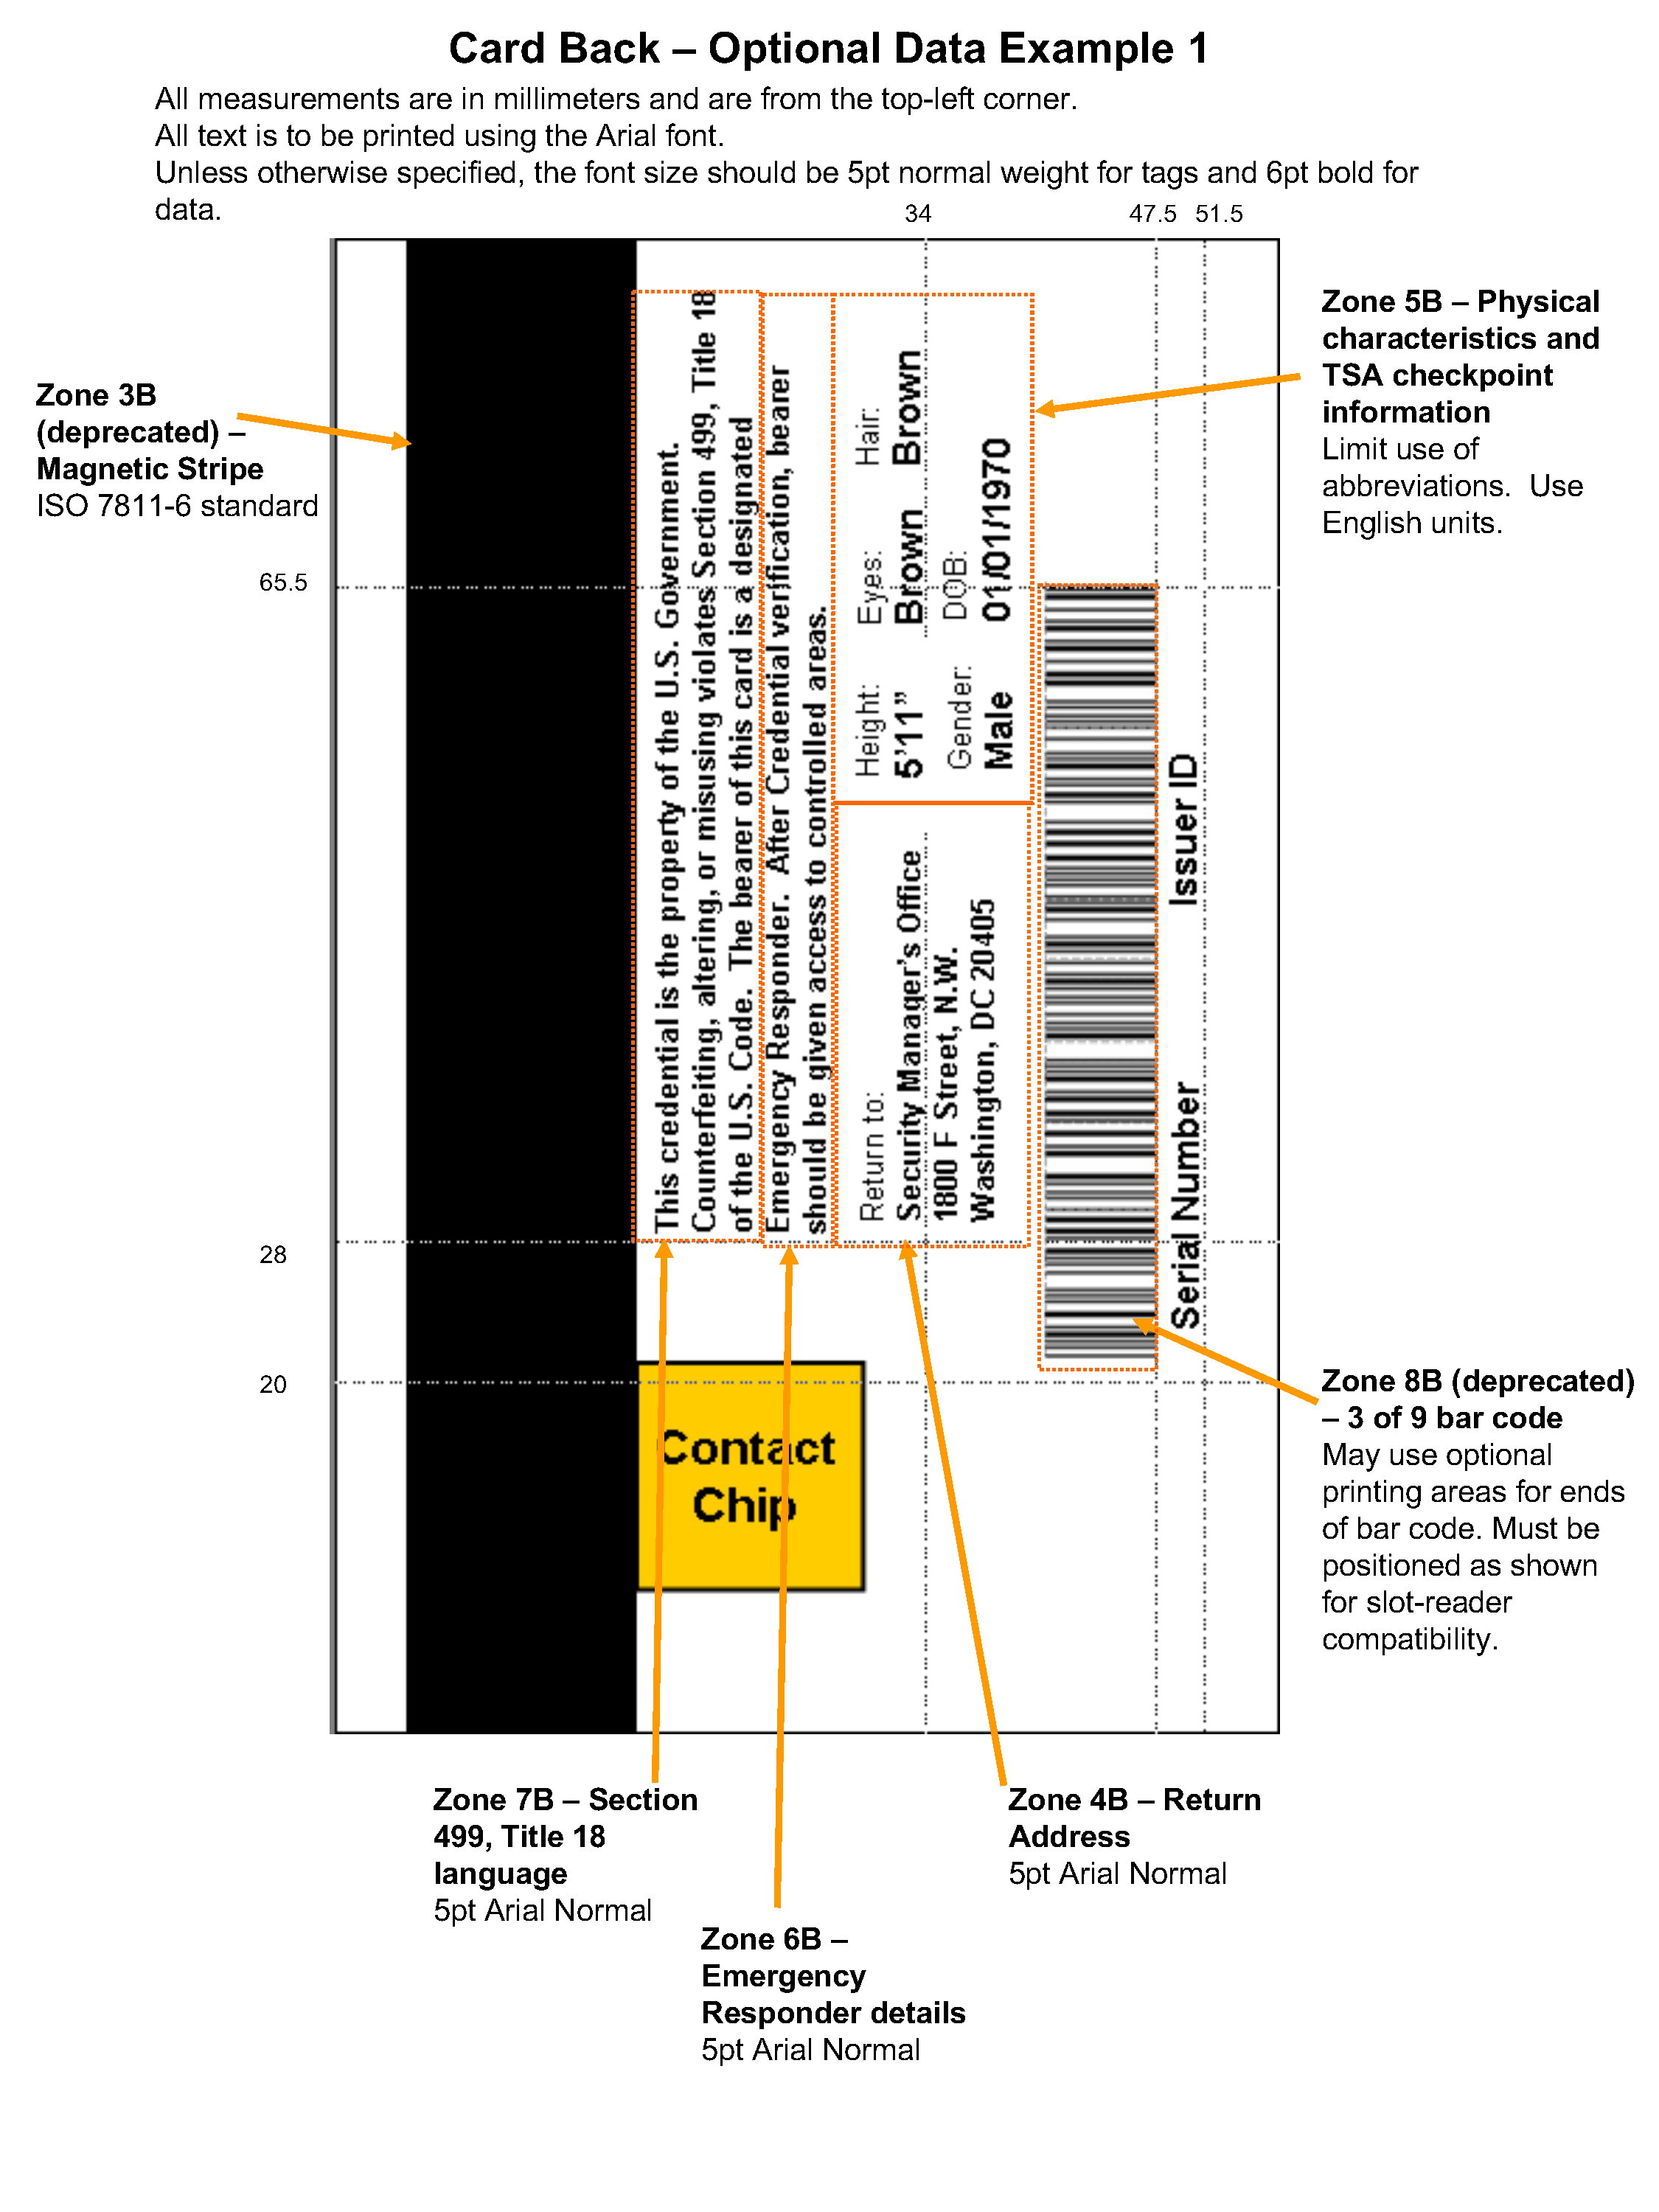 Card Back – Optional Data Example 1
All measurements are in millimeters and are from the top-left corner.
All text is to be printed using the Arial font.
Unless otherwise specified, the font size should be 5pt normal weight for tags and 6pt bold for
data.
34
47.5
51.5
Zone 3B
(deprecated) –
Magnetic Stripe
ISO 7811-6 standard
65.5
28
20
This credential is the property of the U.S. Government.
Counterfeiting, altering, or misusing violates Section 499, Title 18
of the U.S. Code. The bearer of this card is a designated
Emergency Responder. After Credential verification, bearer
should be given access to controlled areas.
Return to:
Security Manager's Office
1800 F Street, N.W.
Washington, DC 20405
Height: Eyes: Hair:
5'11” Brown Brown
Gender: DOB:
Male 01/01/1970
Serial Number Issuer ID
Contact
Chip
Zone 5B – Physical
characteristics and
TSA checkpoint
information
Limit use of
abbreviations. Use
English units.
Zone 8B (deprecated)
– 3 of 9 bar code
May use optional
printing areas for ends
of bar code. Must be
positioned as shown
for slot-reader
compatibility.
Zone 7B – Section
499, Title 18
language
5pt Arial Normal
Zone 6B –
Emergency
Responder details
5pt Arial Normal
Zone 4B – Return
Address
5pt Arial Normal